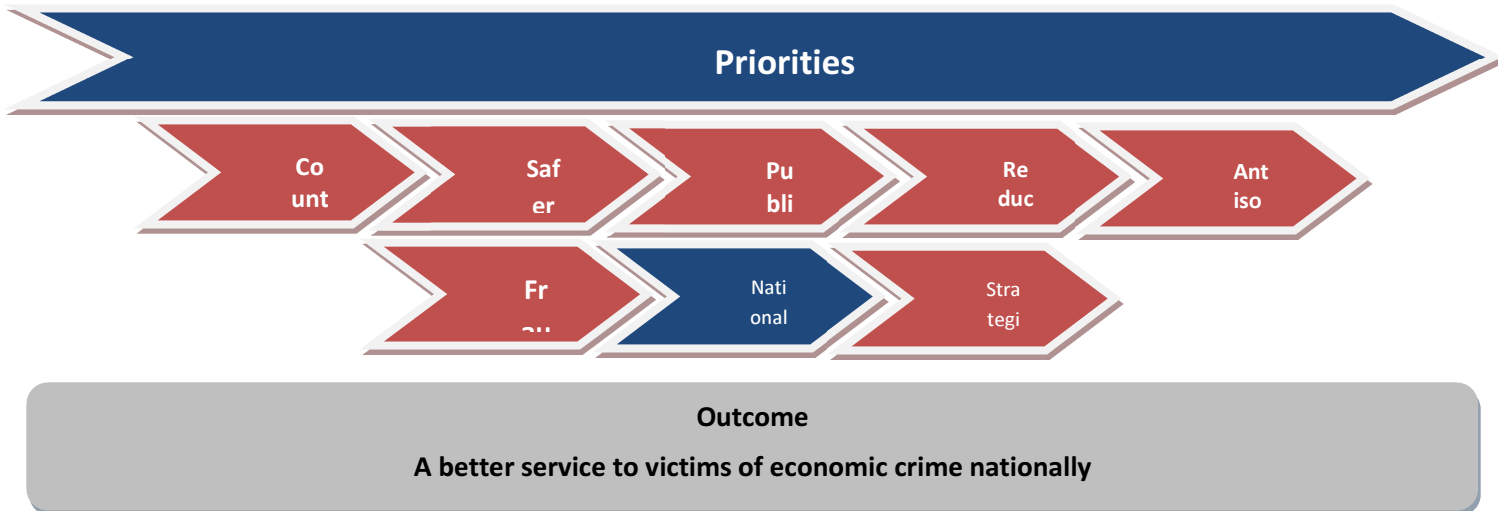 Priorities
Co
unt
Saf
er
Pu
bli
Re
duc
Ant
iso
Fr
au
Nati
onal
Stra
tegi
Outcome
A better service to victims of economic crime nationally